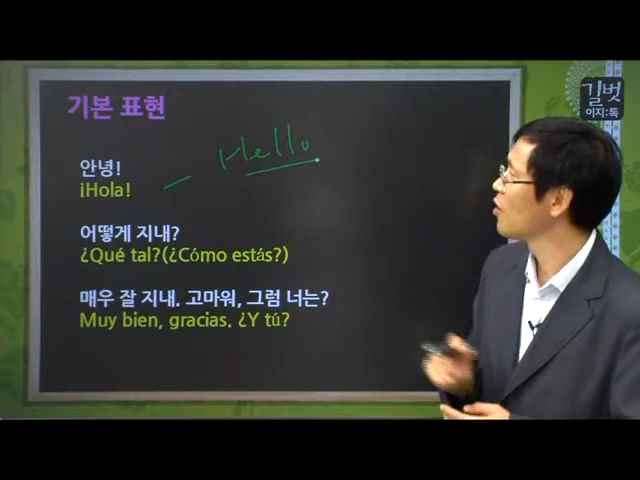 길벗
이지:톡
기본 표현
Hello
안녕!
¡Hola!
어떻게 지내?
¿Qué tal?(¿Cómo estás?)
매우 잘 지내. 고마워, 그럼 너는?
Muy bien, gracias. ¿Y tú?